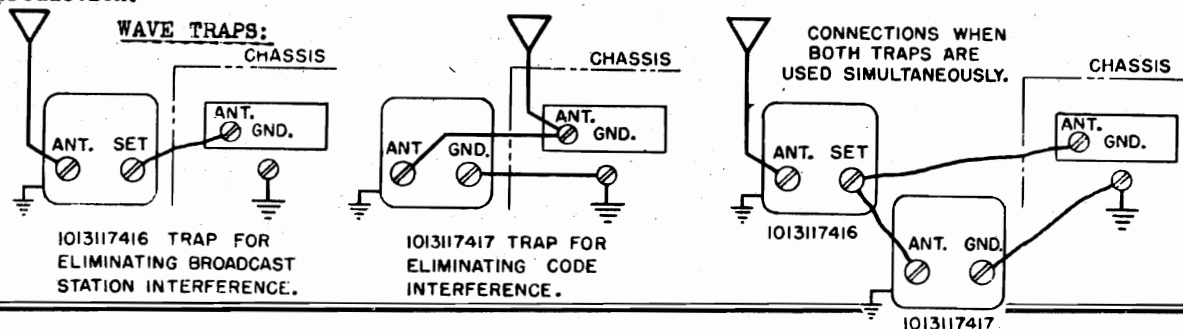 WAVE TRAPS:
CHASSIS
ANT.
GND.
ANT. SET
1013117416 TRAP FOR
ELIMINATING BROADCAST
STATION INTERFERENCE.
CHASSIS
ANT.
GND.
ANT GND.
1013117417 TRAP FOR
ELIMINATING CODE
INTERFERENCE.
CONNECTIONS WHEN
BOTH TRAPS ARE
USED SIMULTANEOUSLY.
CHASSIS
ANT.
GND.
ANT. SET
1013117416
ANT. GND.
1013117417